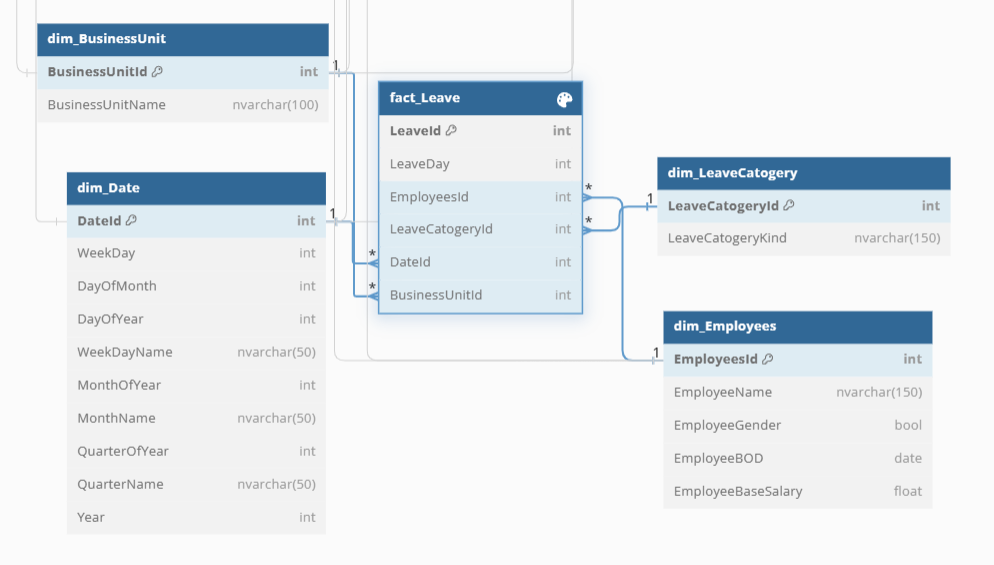 dim_BusinessUnit
BusinessUnitId int
BusinessUnitName nvarchar(100)
1
dim_Date
DateId int
WeekDay int
DayOfMonth int
DayOfYear int
WeekDayName nvarchar(50)
MonthOfYear int
MonthName nvarchar(50)
QuarterOfYear int
QuarterName nvarchar(50)
Year int
1
fact_Leave
LeaveId int
LeaveDay int
EmployeesId int
*
LeaveCatogeryId int
*
* DateId int
* BusinessUnitId int
dim_LeaveCatogery
1 LeaveCatogeryId int
LeaveCatogeryKind nvarchar(150)
dim_Employees
1 EmployeesId int
EmployeeName nvarchar(150)
EmployeeGender bool
EmployeeBOD date
EmployeeBaseSalary float